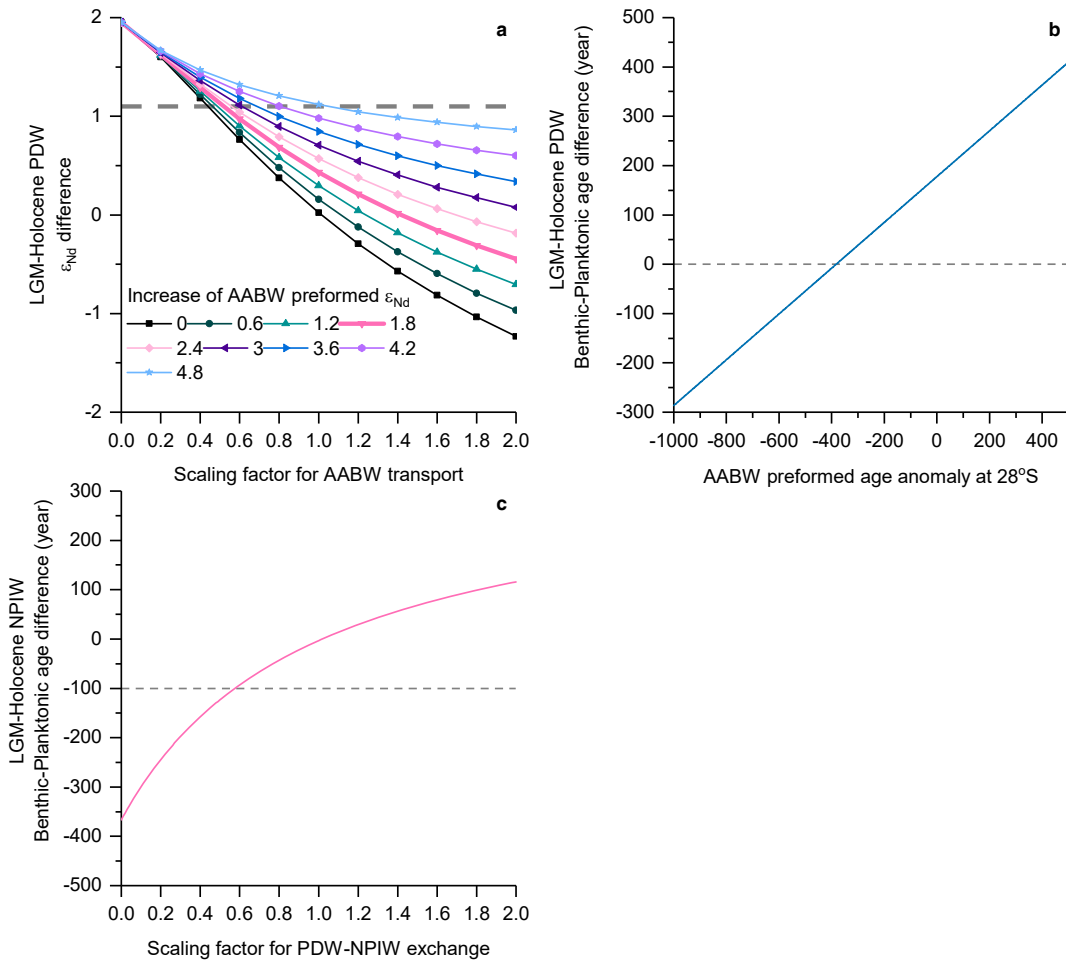 a
LGM-Holocene PDW
εNd difference
2
1
0
-1
-2
Increase of AABW preformed εNd
0 0.6 1.2 1.8
2.4 3 3.6 4.2
4.8
0.0 0.2 0.4 0.6 0.8 1.0 1.2 1.4 1.6 1.8 2.0
Scaling factor for AABW transport
b
LGM-Holocene PDW
Benthic-Planktonic age difference (year)
500
400
300
200
100
0
-100
-200
-300
-1000 -800 -600 -400 -200 0 200 400
AABW preformed age anomaly at 28°S
c
LGM-Holocene NPIW
Benthic-Planktonic age difference (year)
300
200
100
0
-100
-200
-300
-400
-500
0.0 0.2 0.4 0.6 0.8 1.0 1.2 1.4 1.6 1.8 2.0
Scaling factor for PDW-NPIW exchange